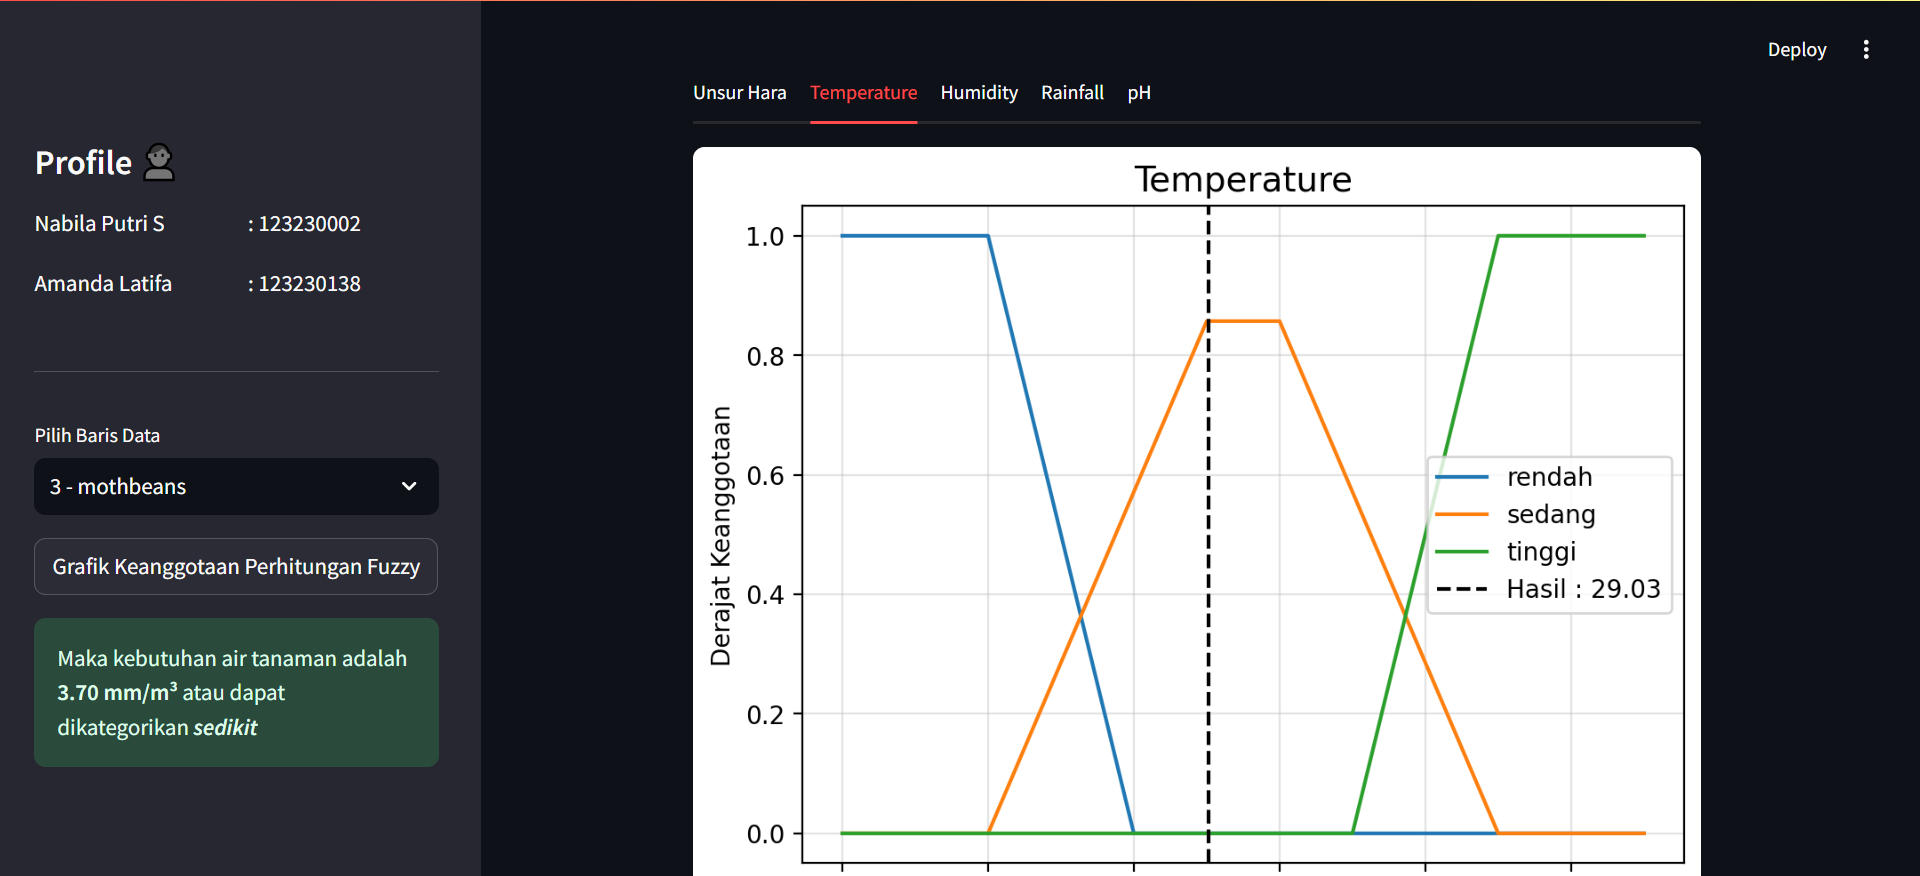 Deploy
Profile
Nabila Putri S : 123230002
Amanda Latifa : 123230138
Pilih Baris Data
3 - mothbeans
Grafik Keanggotaan Perhitungan Fuzzy
Maka kebutuhan air tanaman adalah
3.70 mm/m³ atau dapat
dikategorikan sedikit
Unsur Hara Temperature Humidity Rainfall pH
Temperature
Derajat Keanggotaan
1.0
0.8
0.6
0.4
0.2
0.0
rendah
sedang
tinggi
Hasil : 29.03